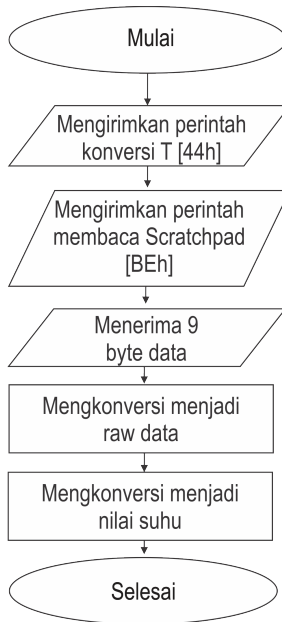 Mulai
Mengirimkan perintah
konversi T [44h]
Mengirimkan perintah
membaca Scratchpad
[BEh]
Menerima 9
byte data
Mengkonversi menjadi
raw data
Mengkonversi menjadi
nilai suhu
Selesai